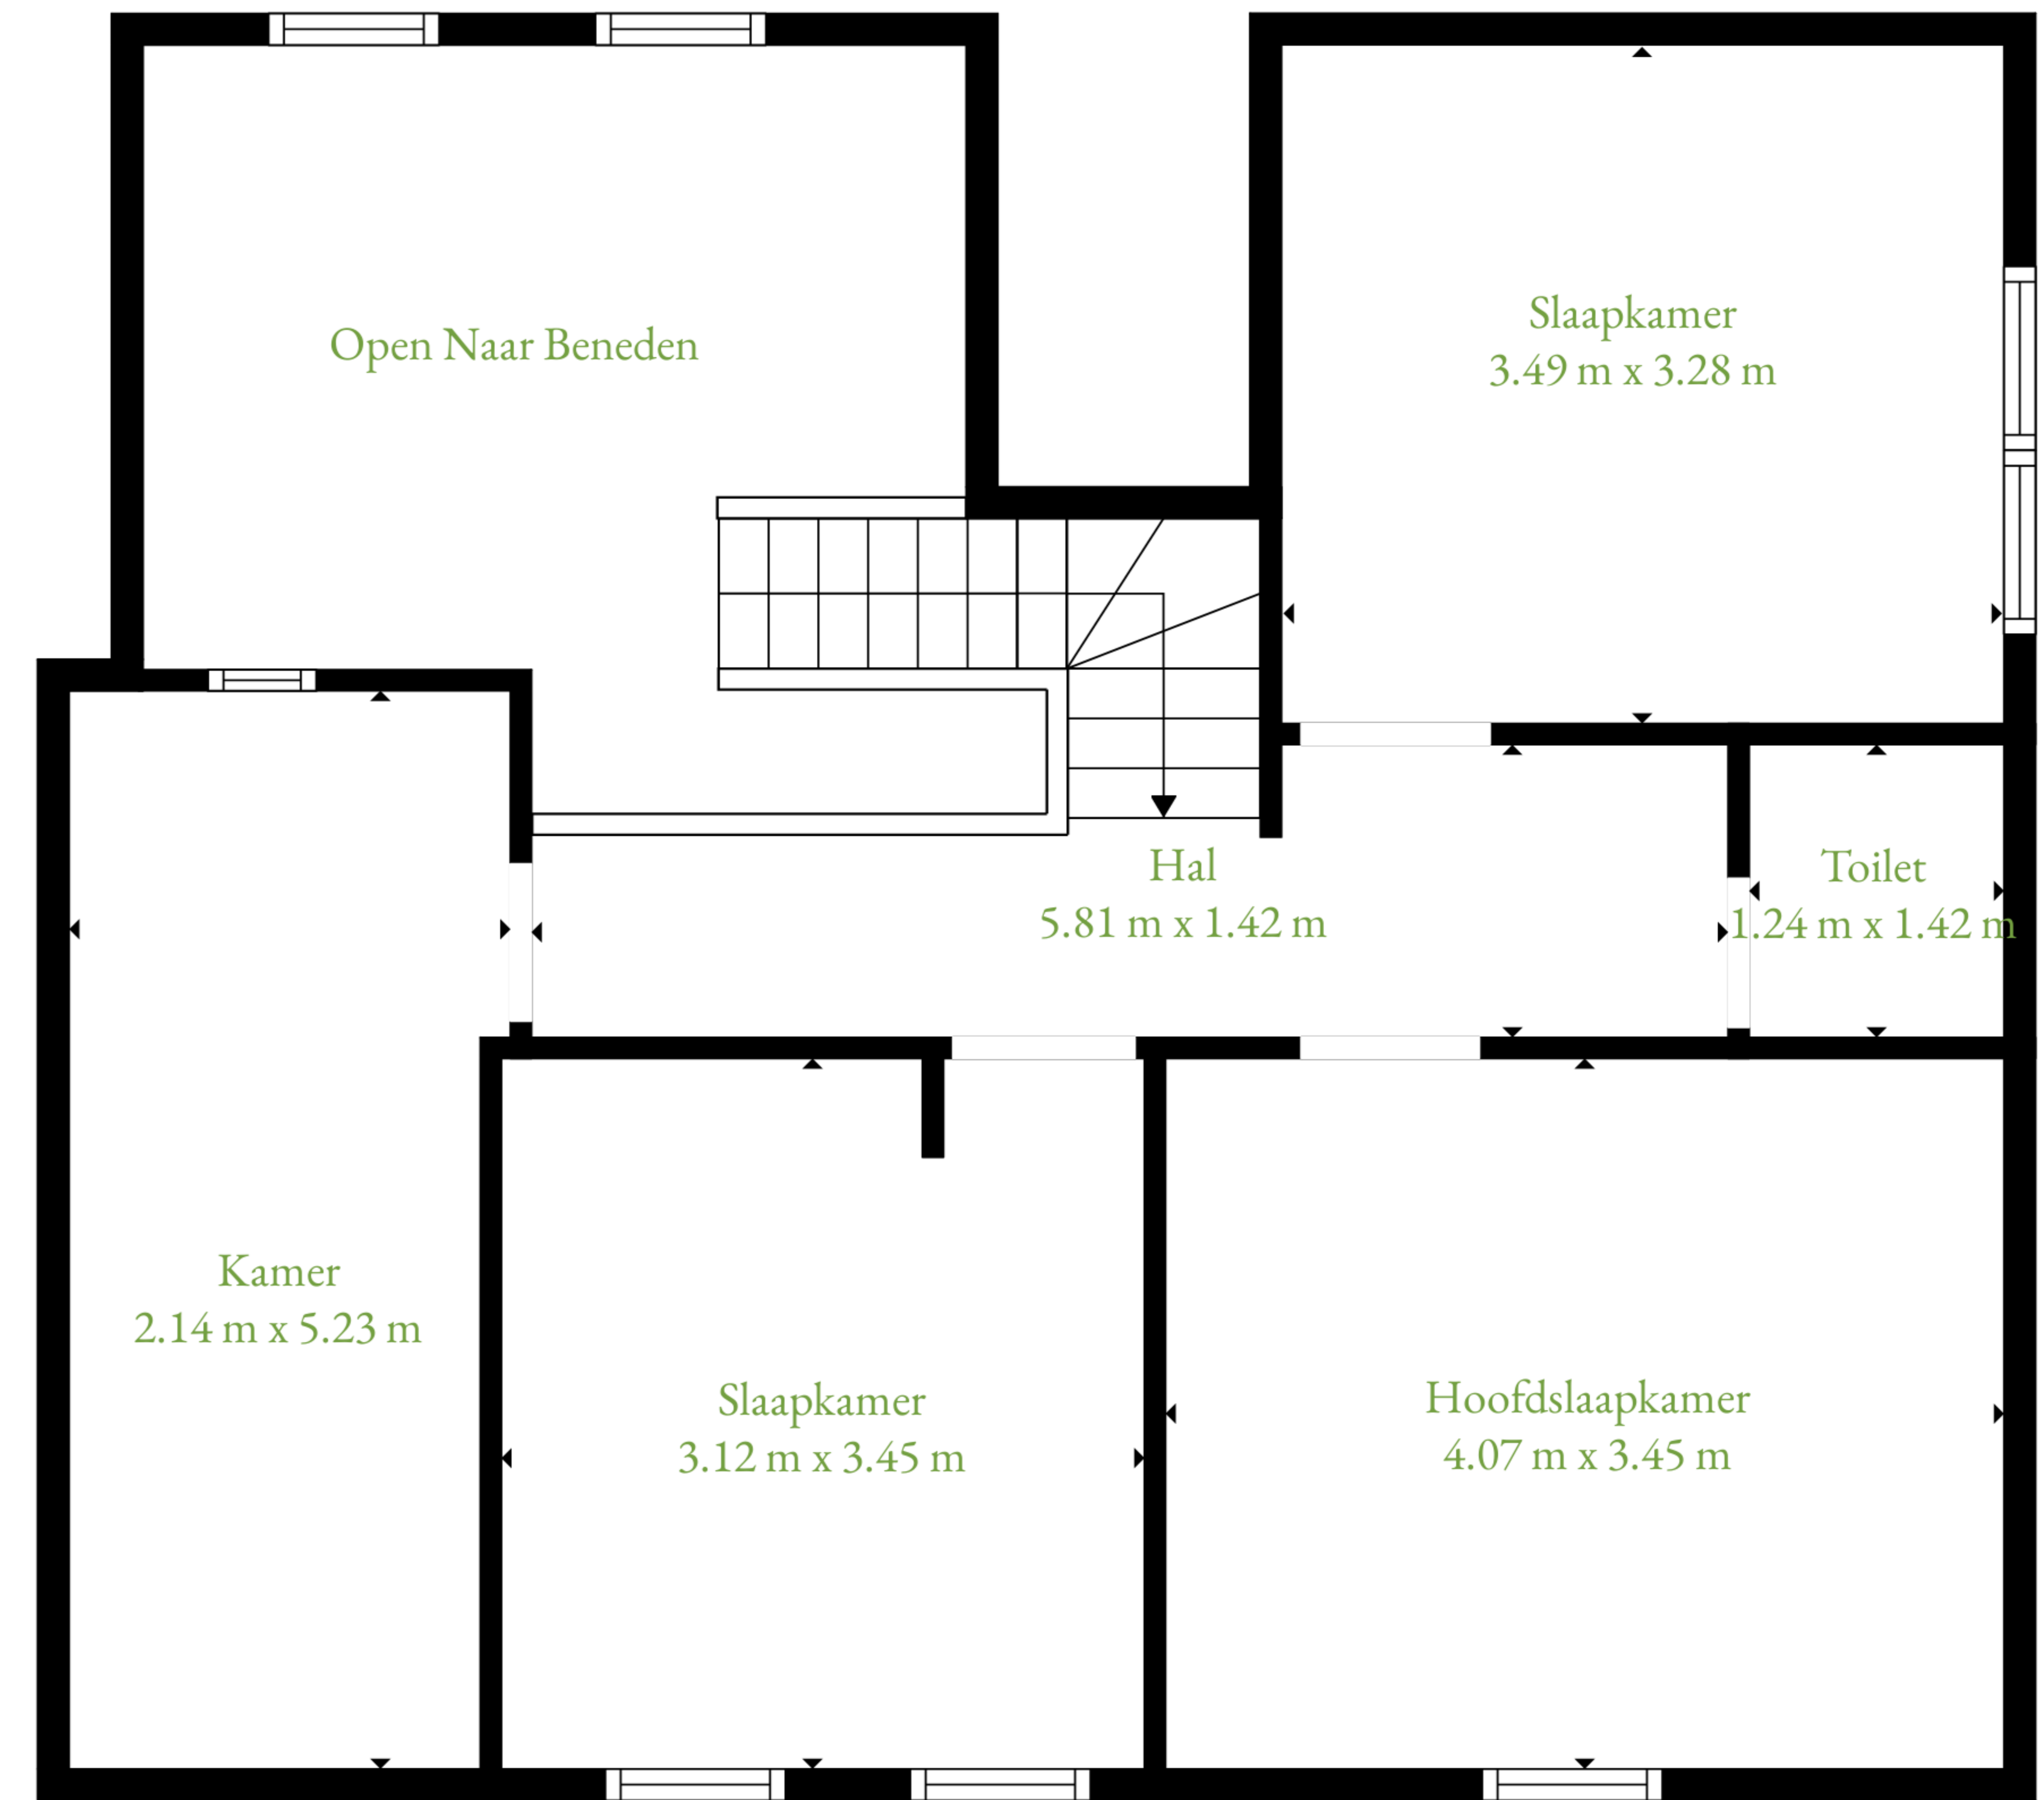 Open Naar Beneden
Slaapkamer
3.49 m x 3.28 m
Hal
5.81 m x 1.42 m
Toilet
1.24 m x 1.42 m
Kamer
2.14 m x 5.23 m
Slaapkamer
3.12 m x 3.45 m
Hoofdslaapkamer
4.07 m x 3.45 m